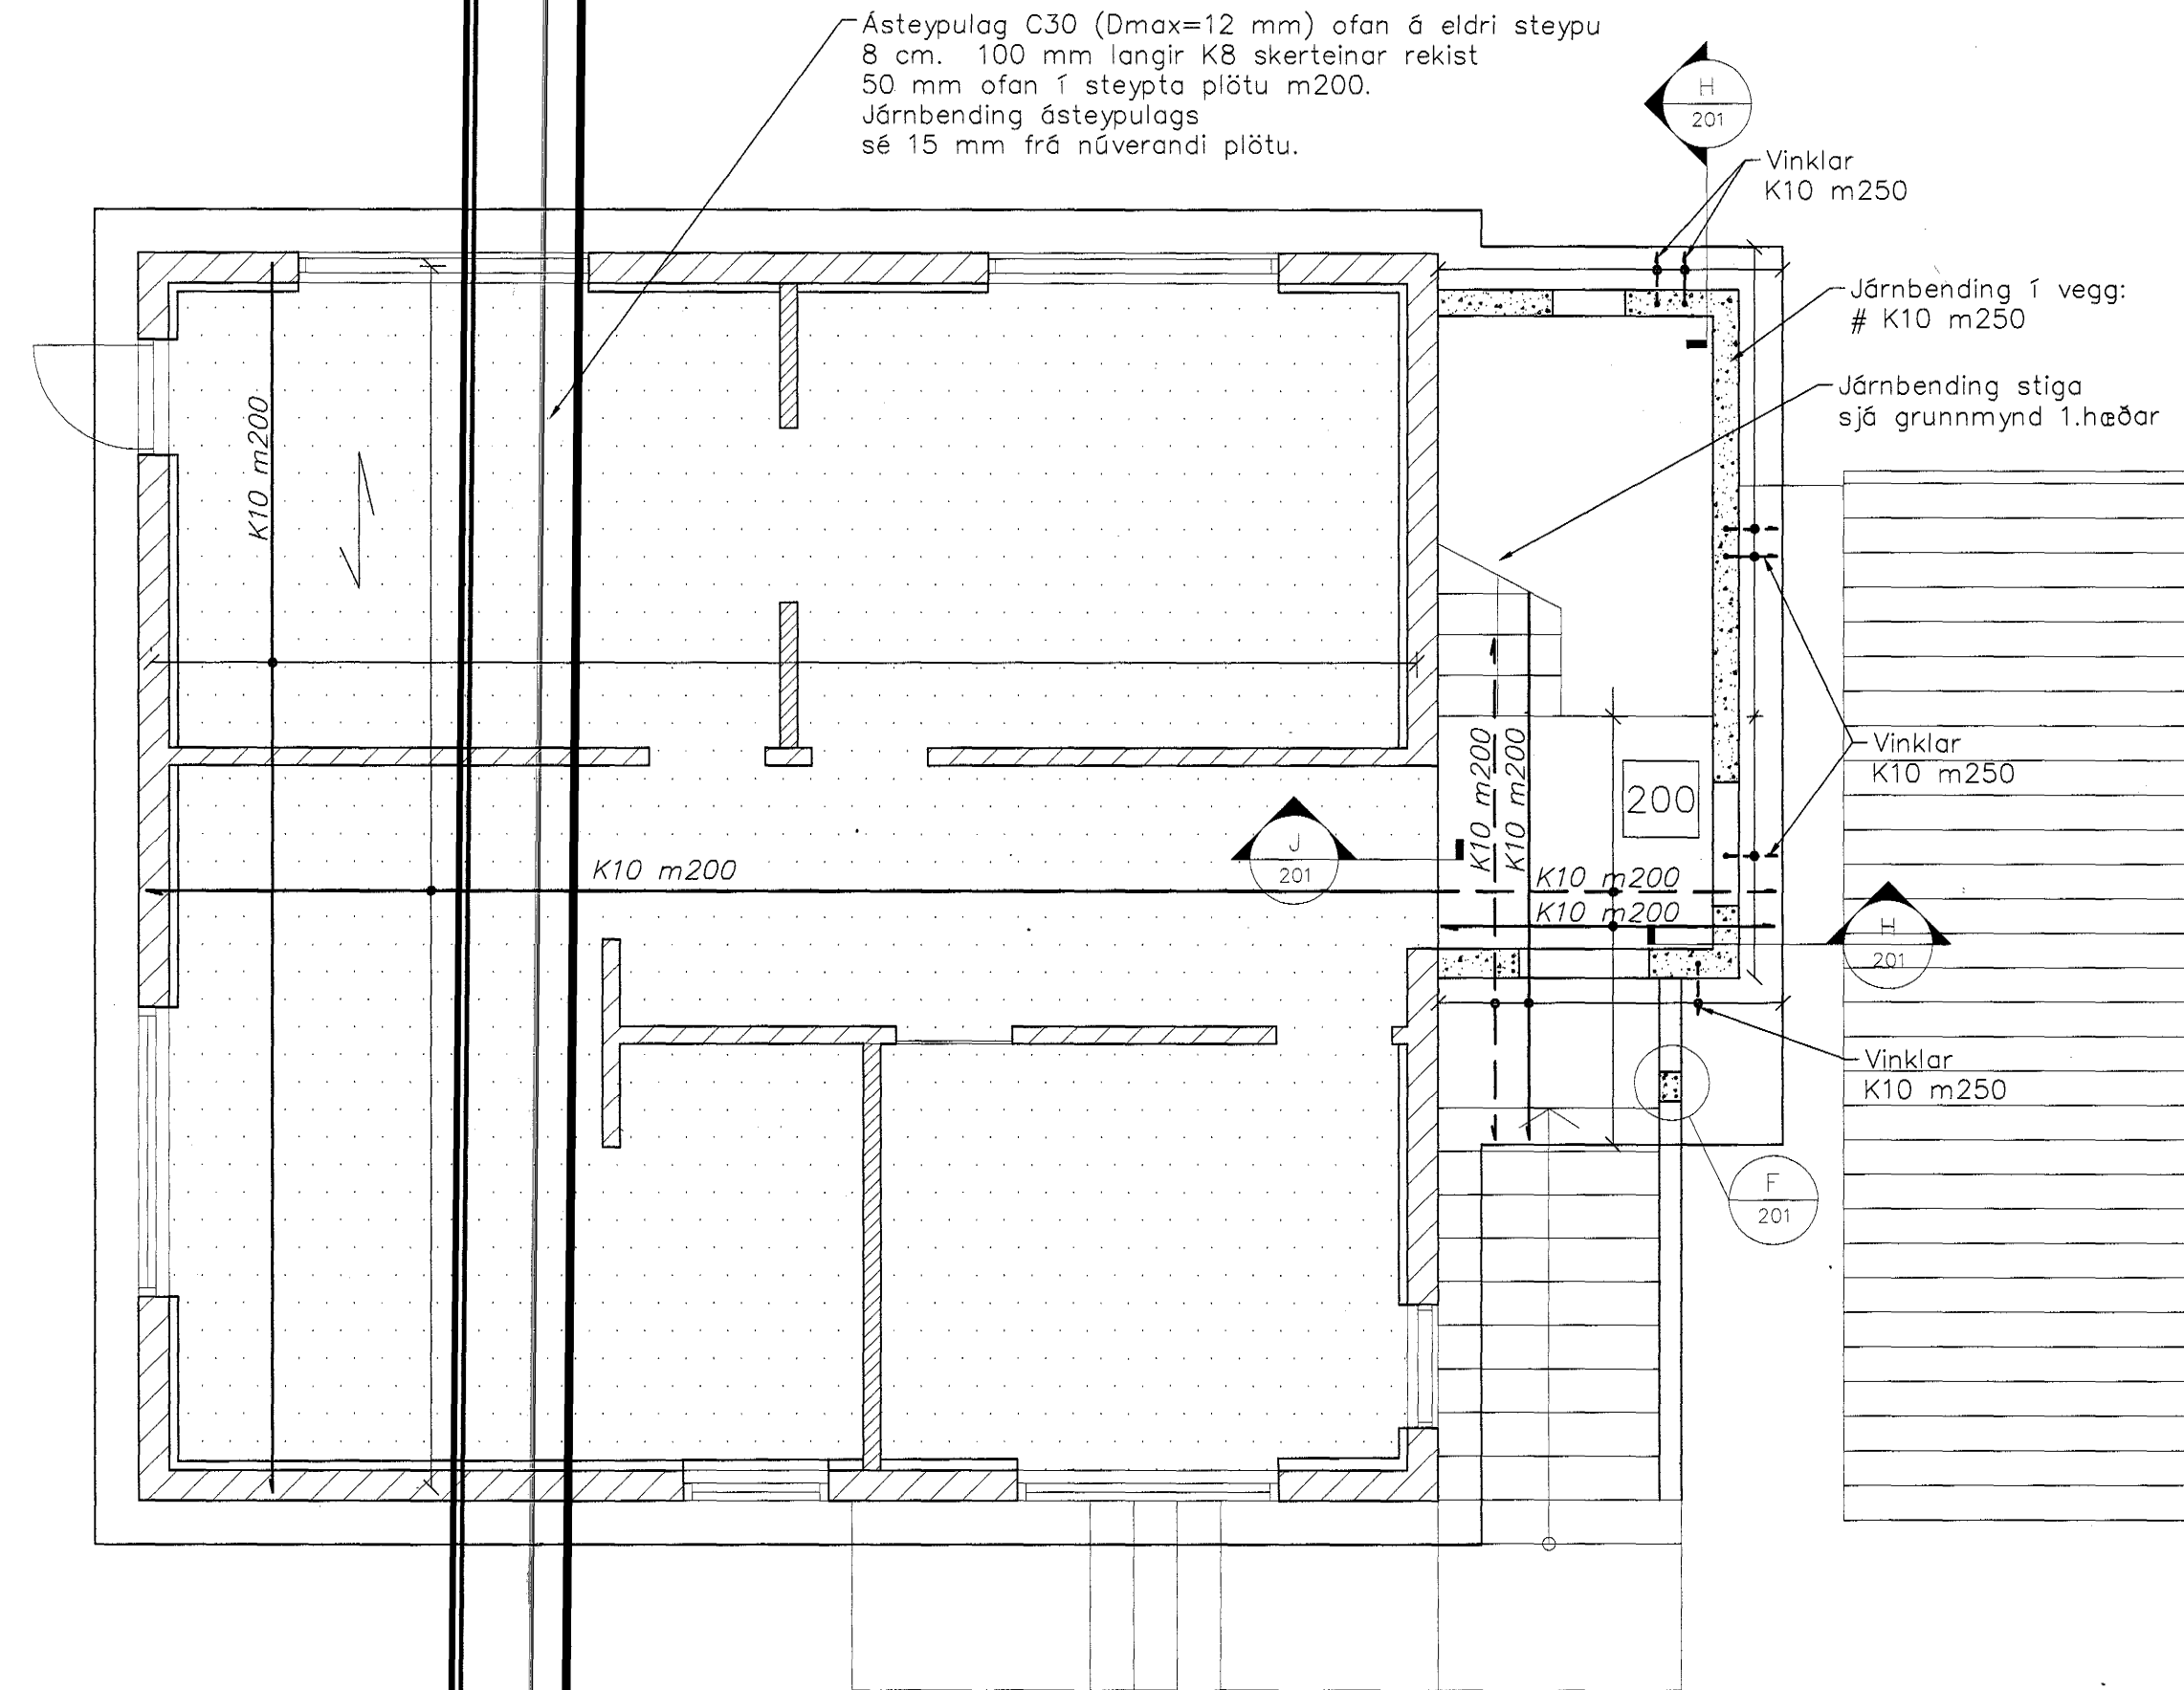 Ásteypulag C30 (Dmax=12 mm) ofan á eldri steypu
8 cm. 100 mm langir K8 skerteinar rekist
50 mm ofan í steypta plötu m200.
Járnbending ásteypulags
sé 15 mm frá núverandi plötu.
H
201
Vinklar
K10 m250
Járnbending í vegg:
# K10 m250
Járnbending stiga
sjá grunnmynd 1.hæðar
K10 m200
K10 m200
K10 m200
K10 m200
200
Vinklar
K10 m250
J
201
K10 m200
K10 m200
H
201
Vinklar
K10 m250
F
201